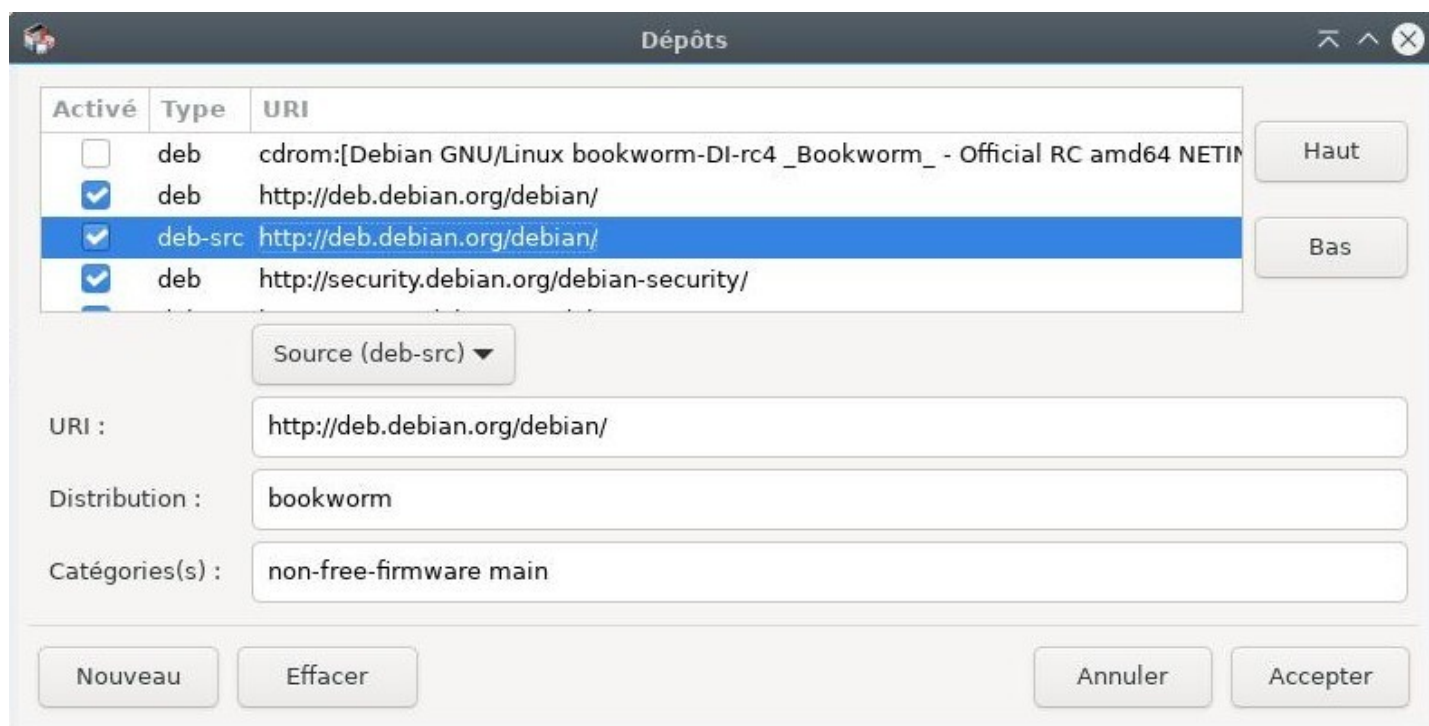 Dépôts
Activé Type URI
deb cdrom:[Debian GNU/Linux bookworm-DI-rc4 _Bookworm_ - Official RC amd64
Haut
deb http://deb.debian.org/debian/
deb-src http://deb.debian.org/debian/
Bas
deb http://security.debian.org/debian-security/
Source (deb-src)
URI : http://deb.debian.org/debian/
Distribution : bookworm
Catégories(s) : non-free-firmware main
Nouveau Effacer Annuler Accepter